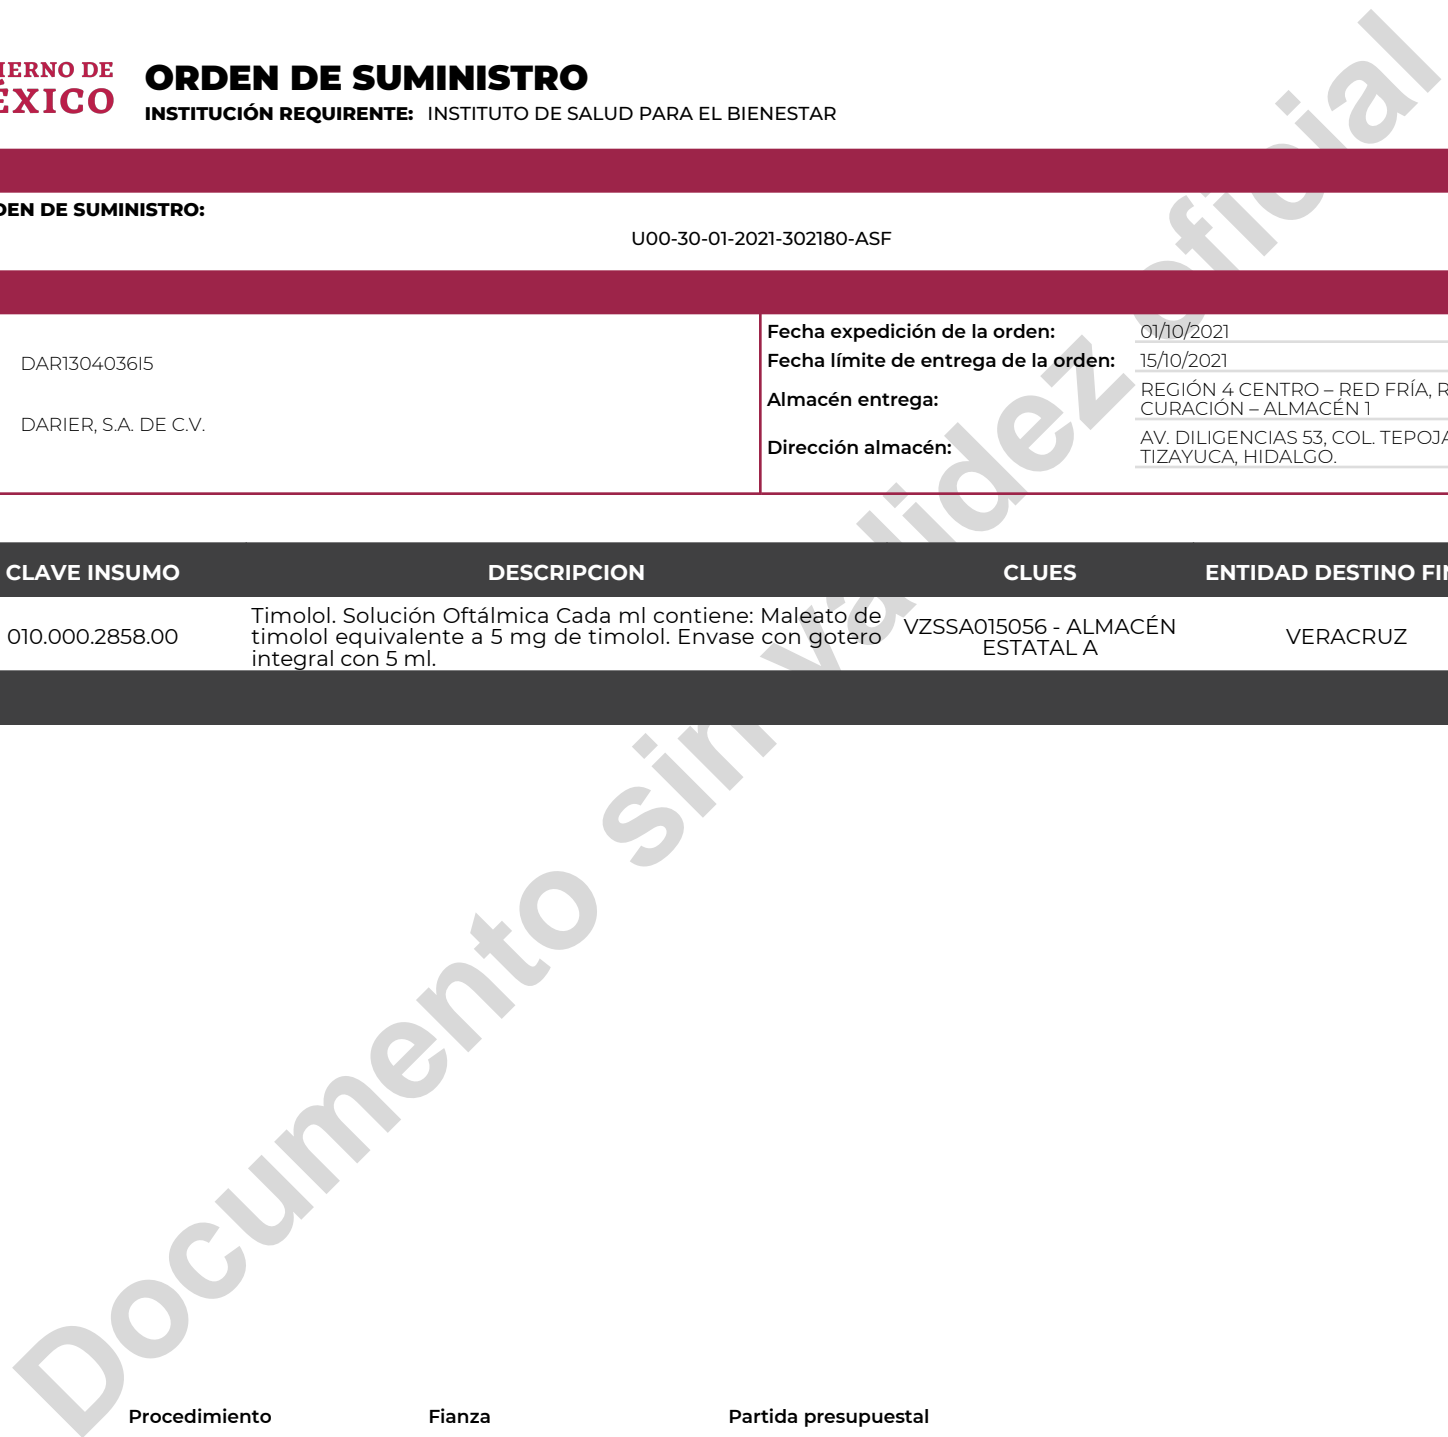 IERNO DE
ÉXICO
ORDEN DE SUMINISTRO
INSTITUCIÓN REQUIRENTE: INSTITUTO DE SALUD PARA EL BIENESTAR
DEN DE SUMINISTRO:
U00-30-01-2021-302180-ASF
DAR1304036I5
DARIER, S.A. DE C.V.
Fecha expedición de la orden: 01/10/2021
Fecha límite de entrega de la orden: 15/10/2021
Almacén entrega: REGIÓN 4 CENTRO – RED FRÍA, R
CURACIÓN – ALMACÉN 1
Dirección almacén: AV. DILIGENCIAS 53, COL. TEPOJA
TIZAYUCA, HIDALGO.
CLAVE INSUMO DESCRIPCION CLUES ENTIDAD DESTINO FIN
010.000.2858.00
Timolol. Solución Oftálmica Cada ml contiene: Maleato de
timolol equivalente a 5 mg de timolol. Envase con gotero
integral con 5 ml.
VZSSA015056 - ALMACÉN
ESTATAL A
VERACRUZ
Documento sin validez oficial
Procedimiento Fianza Partida presupuestal